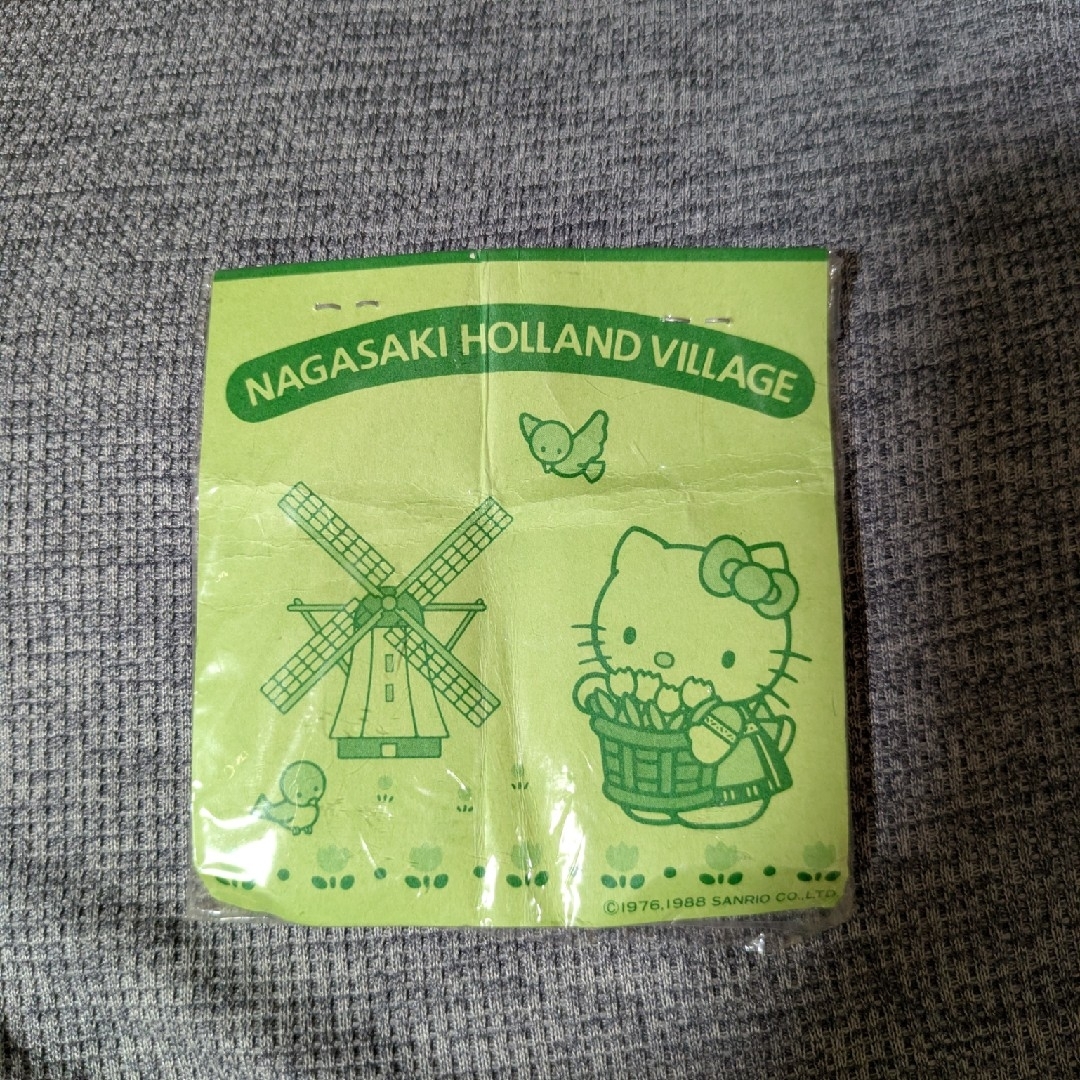 NAGASAKI HOLLAND VILLAGE
©1976,1988 SANRIO CO.,LTD.